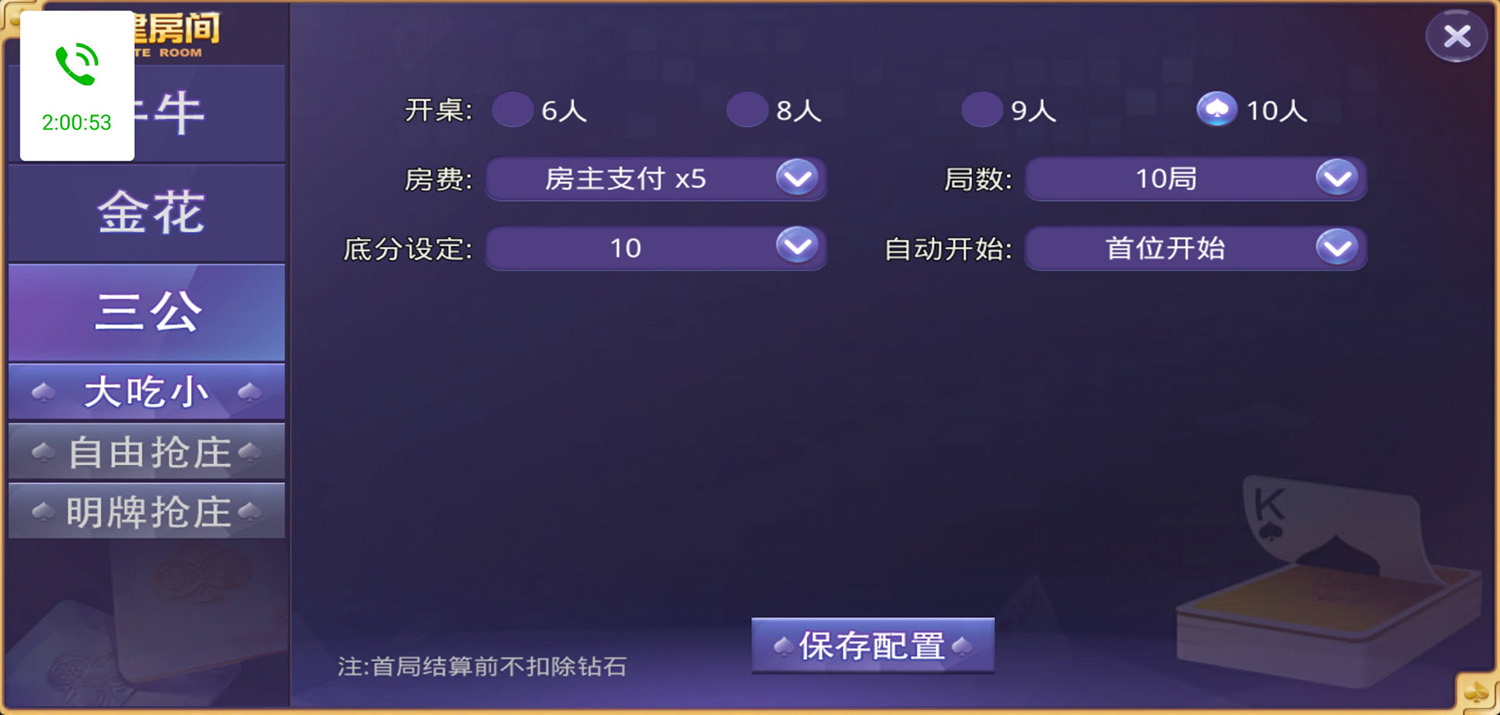 房间
TE ROOM
2:00:53
牛
金花
三公
大吃小
自由抢庄
明牌抢庄
开桌: 6人 8人 9人 10人
房费: 房主支付 x5 局数: 10局
底分设定: 10 自动开始: 首位开始
K
注:首局结算前不扣除钻石
保存配置